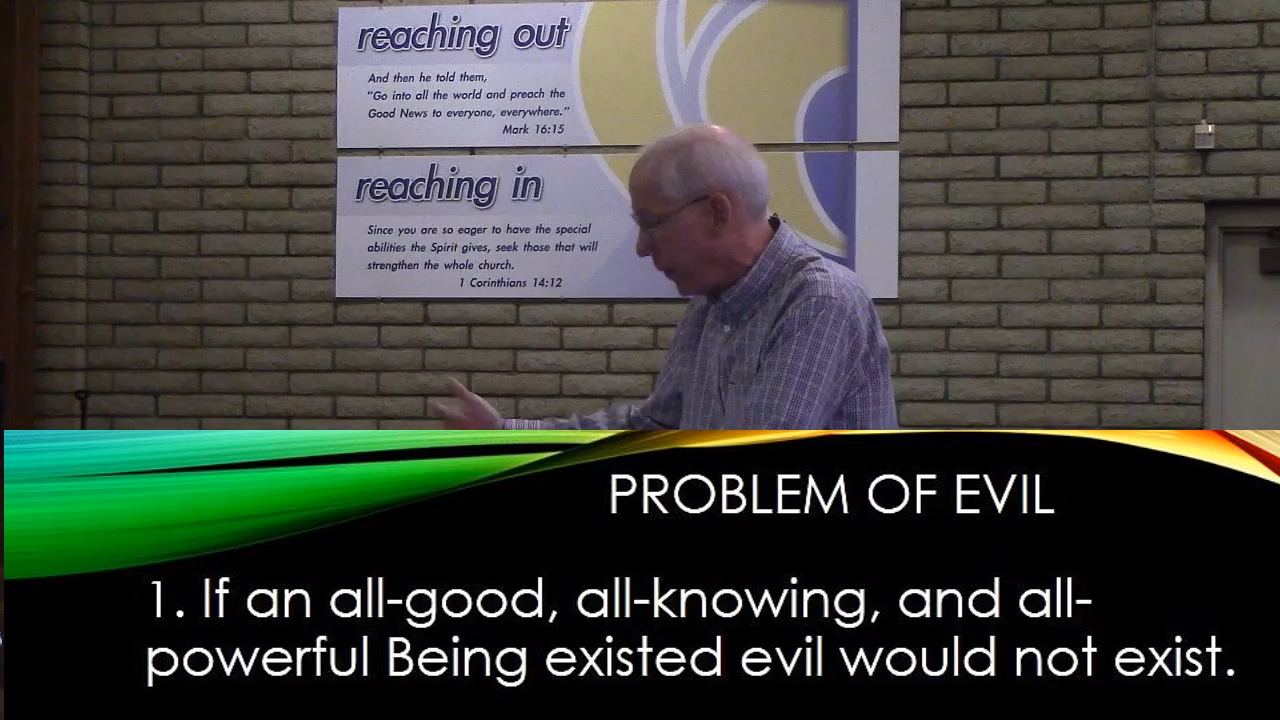 reaching out
And then he told them,
"Go into all the world and preach the
Good News to everyone, everywhere."
Mark 16:15
reaching in
Since you are so eager to have the special
abilities the Spirit gives, seek those that will
strengthen the whole church.
1 Corinthians 14:12
PROBLEM OF EVIL
1. If an all-good, all-knowing, and all-
powerful Being existed evil would not exist.